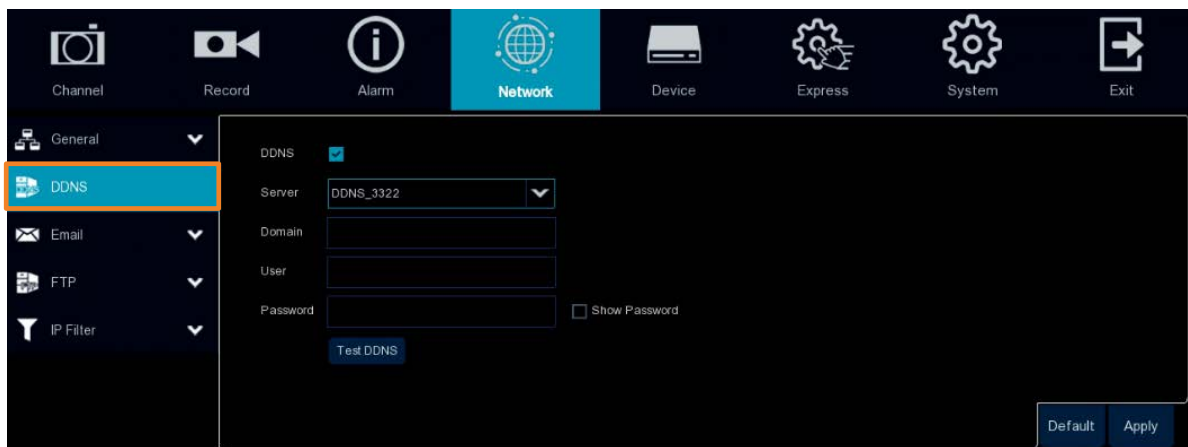 Channel Record Alarm Network Device Express System Exit
General
DDNS
Email
FTP
IP Filter
DDNS
Server DDNS_3322
Domain
User
Password Show Password
Test DDNS
Default Apply